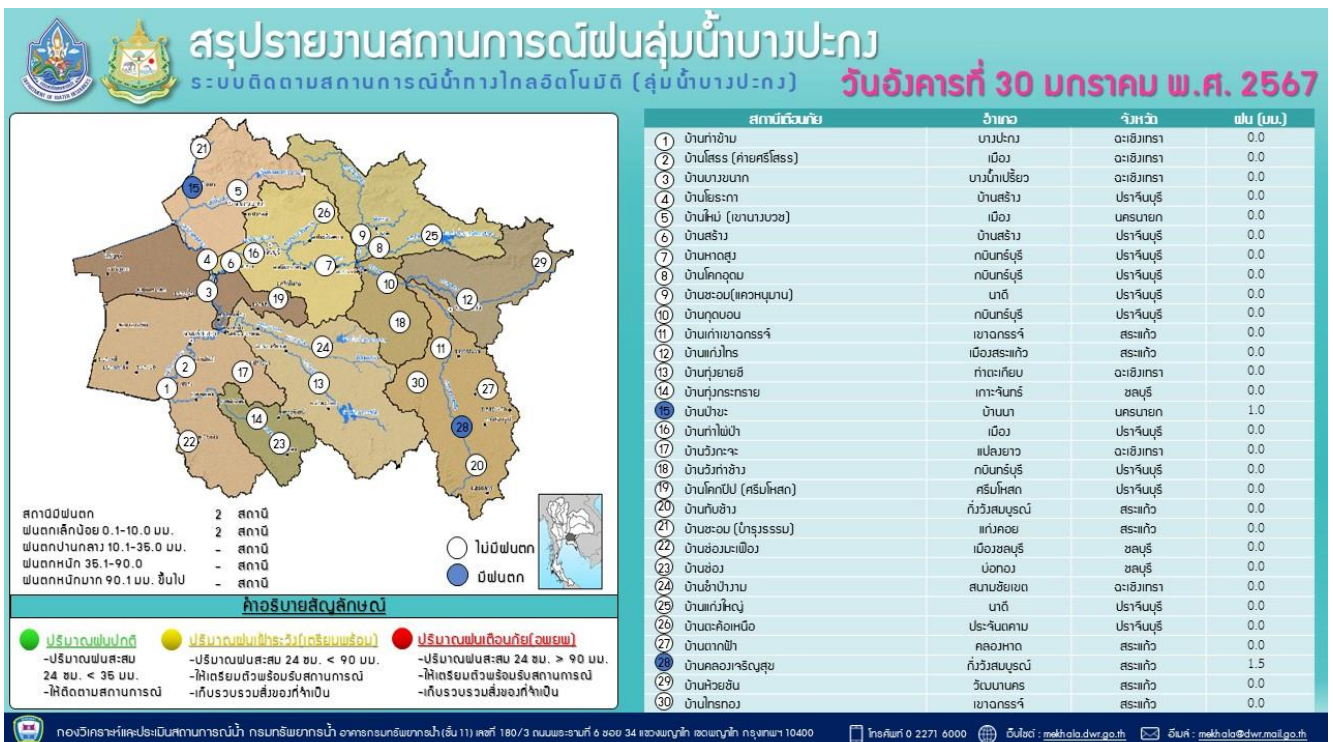 สรุปรายงานสถานการณ์ฝนลุ่มน้ำบางปะกง
ระบบติดตามสถานการณ์น้ำทางไกลอัตโนมัติ (ลุ่มน้ำบางปะกง)
วันอังคารที่ 30 มกราคม พ.ศ. 2567
สถานีเตือนภัย อำเภอ จังหวัด ฝน (มม.)
1 บ้านท่าข้าม บางปะกง ฉะเชิงเทรา 0.0
2 บ้านโสธร (ค่ายศรีโสธร) เมือง ฉะเชิงเทรา 0.0
3 บ้านบางขนาก บางน้ำเปรี้ยว ฉะเชิงเทรา 0.0
4 บ้านโยธะกา บ้านสร้าง ปราจีนบุรี 0.0
5 บ้านใหม่ (เขานางบวช) เมือง นครนายก 0.0
6 บ้านสร้าง บ้านสร้าง ปราจีนบุรี 0.0
7 บ้านหาดสูง กบินทร์บุรี ปราจีนบุรี 0.0
8 บ้านโคกอุดม กบินทร์บุรี ปราจีนบุรี 0.0
9 บ้านซะอม(แควหนุมาน) นาดี ปราจีนบุรี 0.0
10 บ้านกุดบอน กบินทร์บุรี ปราจีนบุรี 0.0
11 บ้านเก่าเขาฉกรรจ์ เขาฉกรรจ์ สระแก้ว 0.0
12 บ้านแก่งไทร เมืองสระแก้ว สระแก้ว 0.0
13 บ้านทุ่งยายชี ท่าตะเกียบ ฉะเชิงเทรา 0.0
14 บ้านทุ่งกระทราย เกาะจันทร์ ชลบุรี 0.0
15 บ้านป่าขะ บ้านนา นครนายก 1.0
16 บ้านท่าไผ่ป่า เมือง ปราจีนบุรี 0.0
17 บ้านวังกะจะ แปลงยาว ฉะเชิงเทรา 0.0
18 บ้านวังท่าช้าง กบินทร์บุรี ปราจีนบุรี 0.0
19 บ้านโคกปีป (ศรีมโหสถ) ศรีมโหสถ ปราจีนบุรี 0.0
20 บ้านทับช้าง กิ่งวังสมบูรณ์ สระแก้ว 0.0
21 บ้านซะอม (บำรุงธรรม) แก่งคอย สระแก้ว 0.0
22 บ้านช่องมะเฟือง เมืองชลบุรี ชลบุรี 0.0
23 บ้านช่อง บ่อทอง ชลบุรี 0.0
24 บ้านชำป่างาม สนามชัยเขต ฉะเชิงเทรา 0.0
25 บ้านแก่งใหญ่ นาดี ปราจีนบุรี 0.0
26 บ้านตะค้อเหนือ ประจันตคาม ปราจีนบุรี 0.0
27 บ้านตากฟ้า คลองหาด สระแก้ว 0.0
28 บ้านคลองเจริญสุข กิ่งวังสมบูรณ์ สระแก้ว 1.5
29 บ้านห้วยชัน วัฒนานคร สระแก้ว 0.0
30 บ้านไทรทอง เขาฉกรรจ์ สระแก้ว 0.0
สถานีมีฝนตก 2 สถานี
ฝนตกเล็กน้อย 0.1-10.0 มม. 2 สถานี
ฝนตกปานกลาง 10.1-35.0 มม. - สถานี
ฝนตกหนัก 35.1-90.0 - สถานี
ฝนตกหนักมาก 90.1 มม. ขึ้นไป - สถานี
ไม่มีฝนตก
มีฝนตก
คำอธิบายสัญลักษณ์
ปริมาณฝนปกติ
-ปริมาณฝนสะสม
24 ชม. < 35 มม.
-ให้ติดตามสถานการณ์
ปริมาณฝนเฝ้าระวัง(เตรียมพร้อม)
-ปริมาณฝนสะสม 24 ชม. < 90 มม.
-ให้เตรียมตัวพร้อมรับสถานการณ์
-เก็บรวบรวมสิ่งของที่จำเป็น
ปริมาณฝนเตือนภัย(อพยพ)
-ปริมาณฝนสะสม 24 ชม. > 90 มม.
-ให้เตรียมตัวพร้อมรับสถานการณ์
-เก็บรวบรวมสิ่งของที่จำเป็น
กองวิเคราะห์และประเมินสถานการณ์น้ำ กรมทรัพยากรน้ำ อาคารกรมทรัพยากรน้ำ(ชั้น 11) เลขที่ 180/3 ถนนพระรามที่ 6 ซอย 34 แขวงพญาไท เขตพญาไท กรุงเทพฯ 10400 โทรศัพท์ 0 2271 6000 เว็บไซต์ : mekhala.dwr.go.th อีเมล์ : mekhala@dwr.mail.go.th